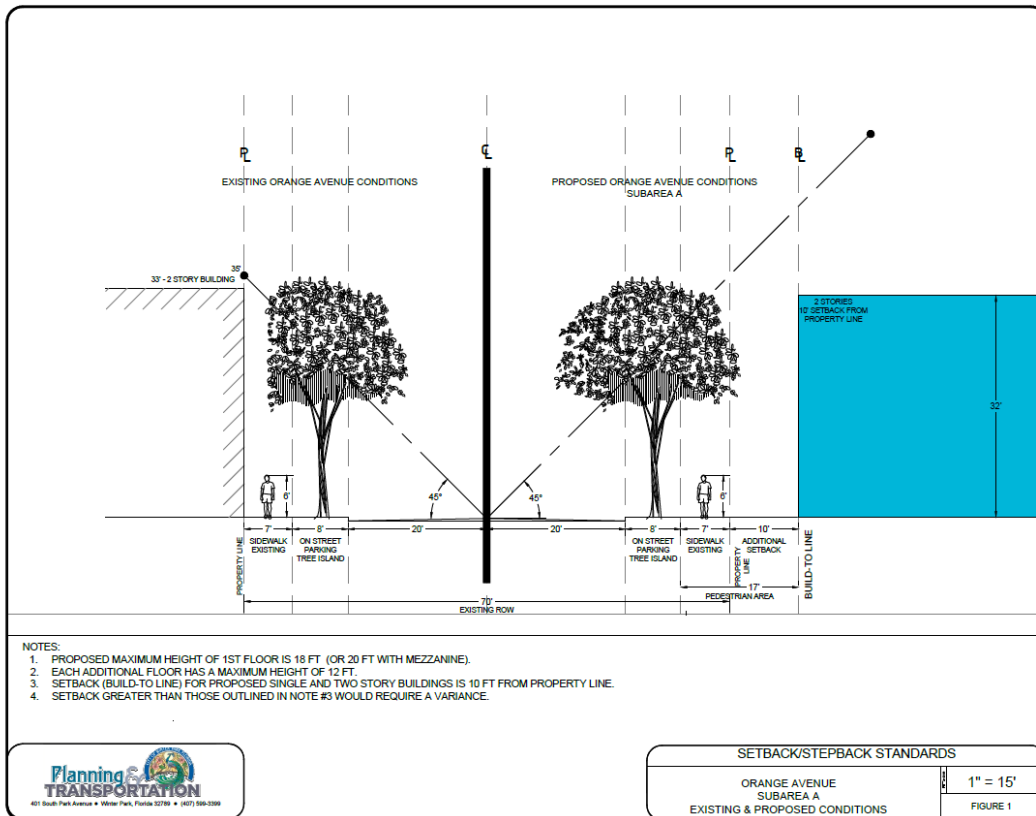 PL
CL
PL
BL
EXISTING ORANGE AVENUE CONDITIONS
PROPOSED ORANGE AVENUE CONDITIONS
SUBAREA A
35'
33' - 2 STORY BUILDING
2 STORIES
10' SETBACK FROM
PROPERTY LINE
32'
6'
45°
45°
6'
7'
8'
20'
20'
8'
7'
10'
SIDEWALK
EXISTING
ON STREET
PARKING
TREE ISLAND
ON STREET
PARKING
TREE ISLAND
SIDEWALK
EXISTING
ADDITIONAL
SETBACK
PROPERTY LINE
PROPERTY
LINE
BUILD-TO LINE
17'
PEDESTRIAN AREA
70'
EXISTING ROW
NOTES:
1. PROPOSED MAXIMUM HEIGHT OF 1ST FLOOR IS 18 FT (OR 20 FT WITH MEZZANINE).
2. EACH ADDITIONAL FLOOR HAS A MAXIMUM HEIGHT OF 12 FT.
3. SETBACK (BUILD-TO LINE) FOR PROPOSED SINGLE AND TWO STORY BUILDINGS IS 10 FT FROM PROPERTY LINE.
4. SETBACK GREATER THAN THOSE OUTLINED IN NOTE #3 WOULD REQUIRE A VARIANCE.
Planning &
TRANSPORTATION
401 South Park Avenue • Winter Park, Florida 32789 • (407) 599-3399
SETBACK/STEPBACK STANDARDS
ORANGE AVENUE
SUBAREA A
EXISTING & PROPOSED CONDITIONS
1" = 15'
FIGURE 1